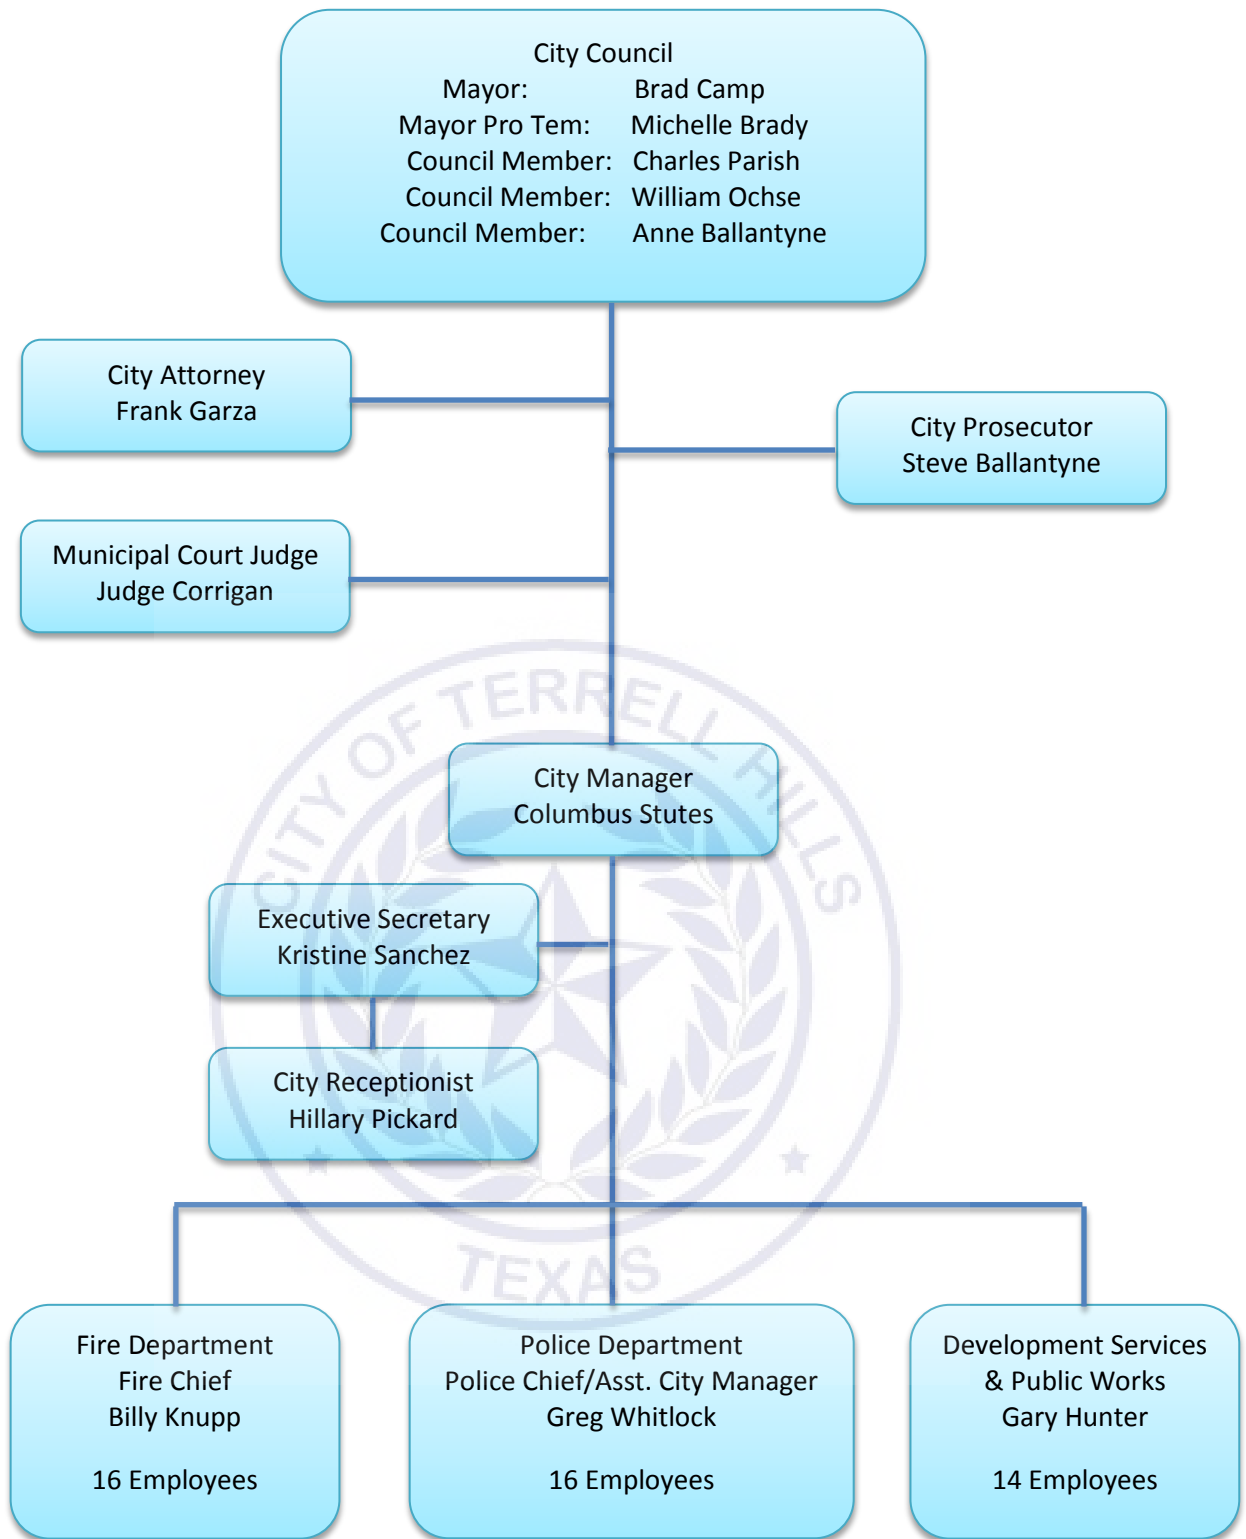 City Council
Mayor: Brad Camp
Mayor Pro Tem: Michelle Brady
Council Member: Charles Parish
Council Member: William Ochse
Council Member: Anne Ballantyne
City Attorney
Frank Garza
City Prosecutor
Steve Ballantyne
Municipal Court Judge
Judge Corrigan
CITY OF TERRELL HILLS
City Manager
Columbus Stutes
Executive Secretary
Kristine Sanchez
City Receptionist
Hillary Pickard
TEXAS
Fire Department
Fire Chief
Billy Knupp
16 Employees
Police Department
Police Chief/Asst. City Manager
Greg Whitlock
16 Employees
Development Services
& Public Works
Gary Hunter
14 Employees